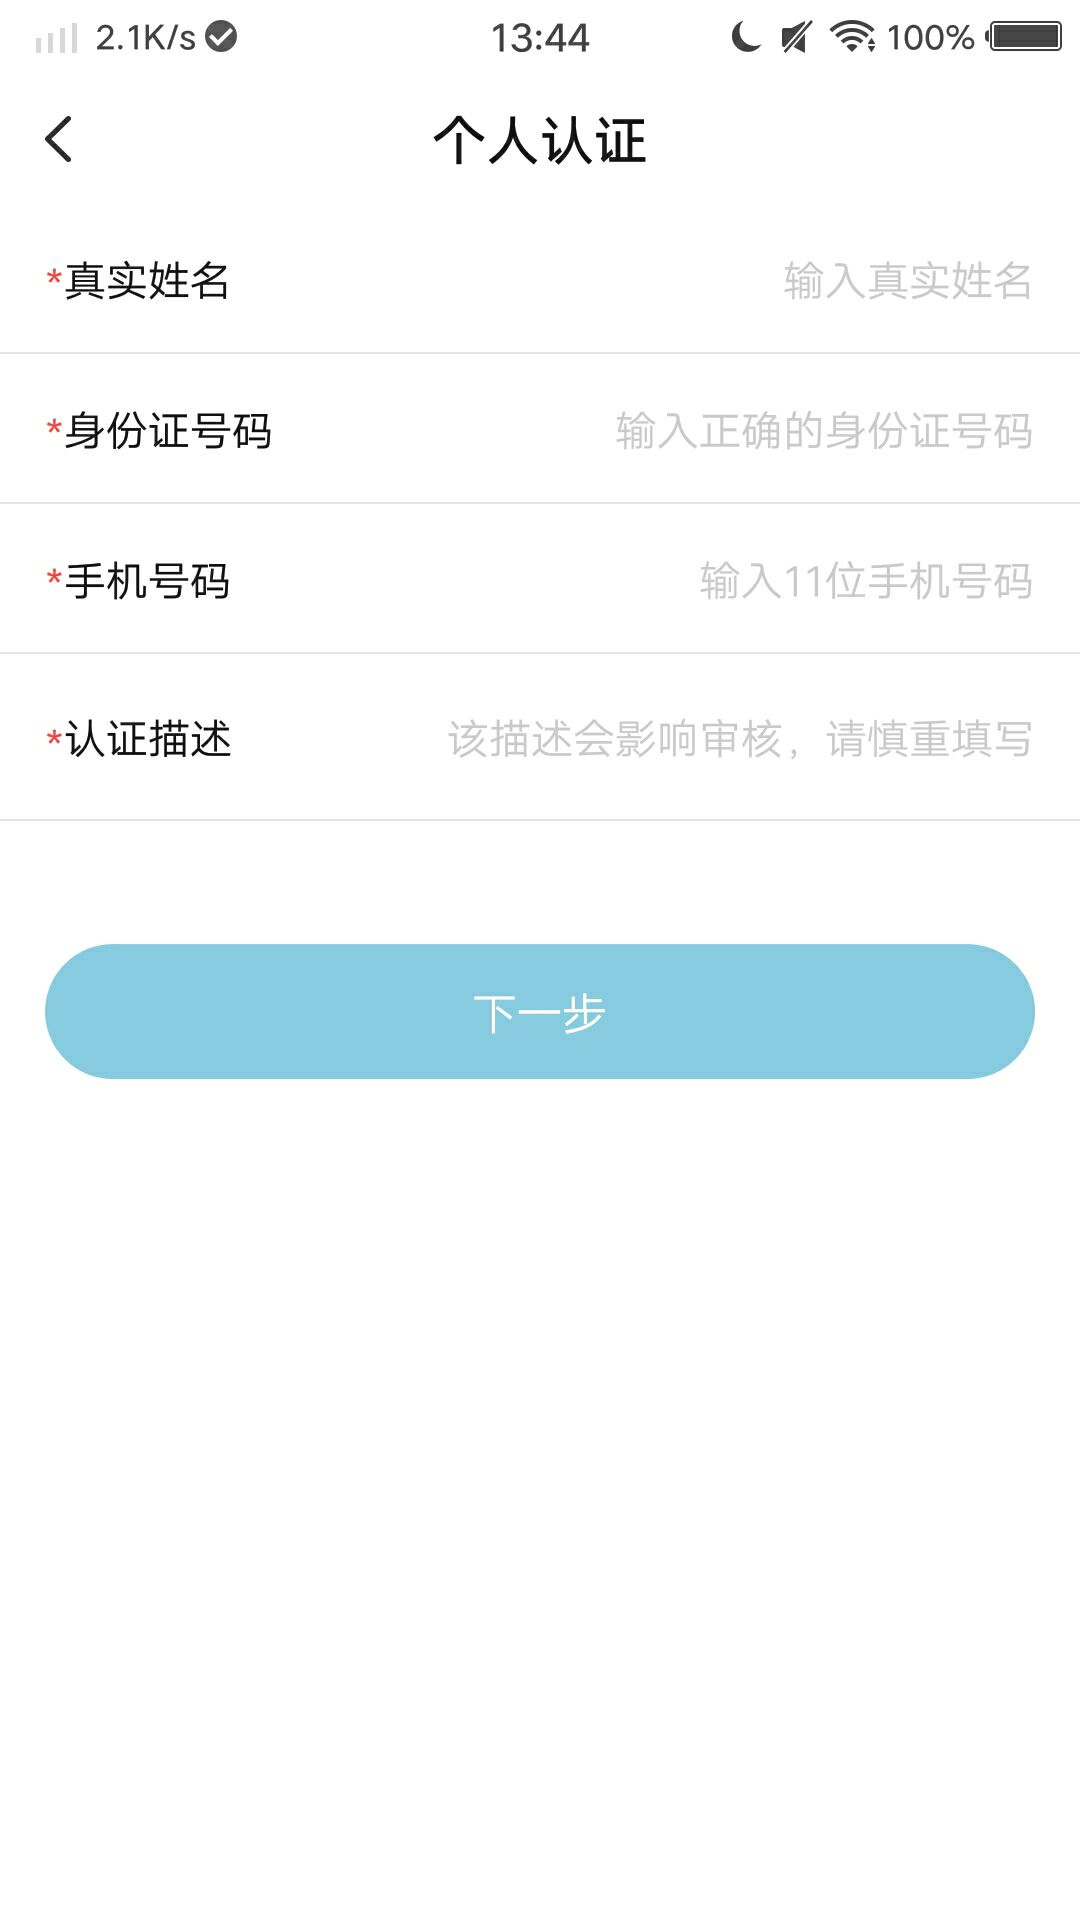 2.1K/s 13:44 100%
个人认证
*真实姓名 输入真实姓名
*身份证号码 输入正确的身份证号码
*手机号码 输入11位手机号码
*认证描述 该描述会影响审核，请慎重填写
下一步